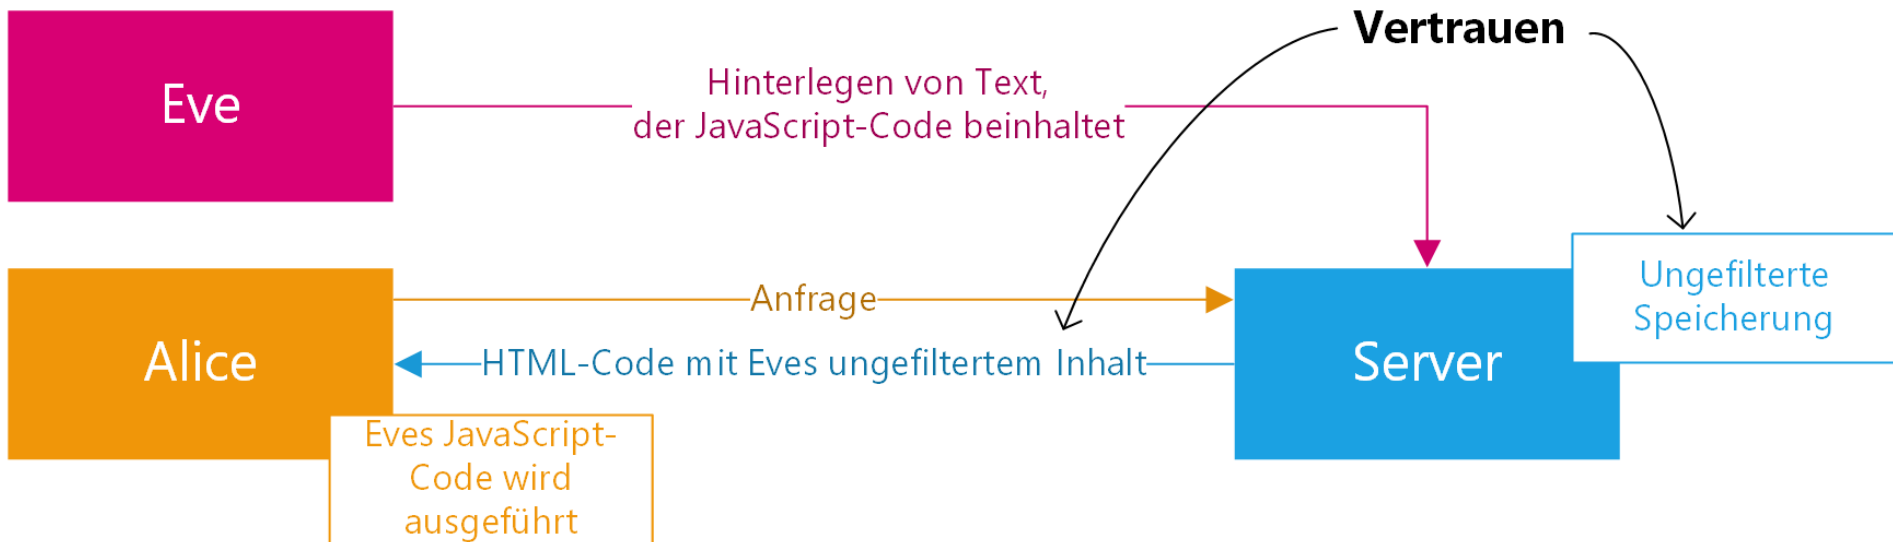 Vertrauen
Eve
Hinterlegen von Text,
der JavaScript-Code beinhaltet
Ungefilterte
Speicherung
Anfrage
Alice
HTML-Code mit Eves ungefiltertem Inhalt
Server
Eves JavaScript-
Code wird
ausgeführt